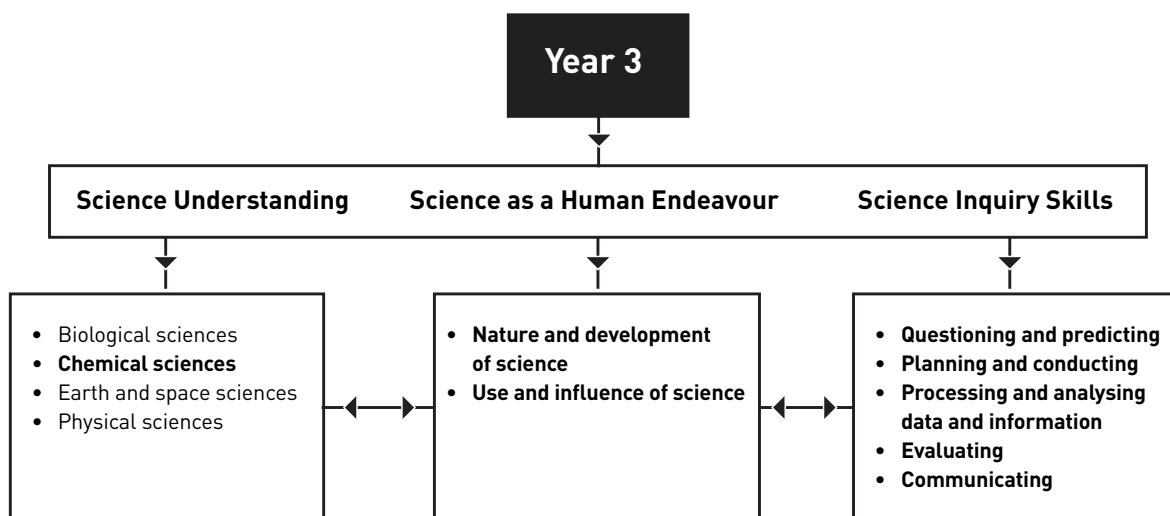 Year 3
Science Understanding
Science as a Human Endeavour
Science Inquiry Skills
• Biological sciences
• Chemical sciences
• Earth and space sciences
• Physical sciences
• Nature and development
of science
• Use and influence of science
• Questioning and predicting
• Planning and conducting
• Processing and analysing
data and information
• Evaluating
• Communicating